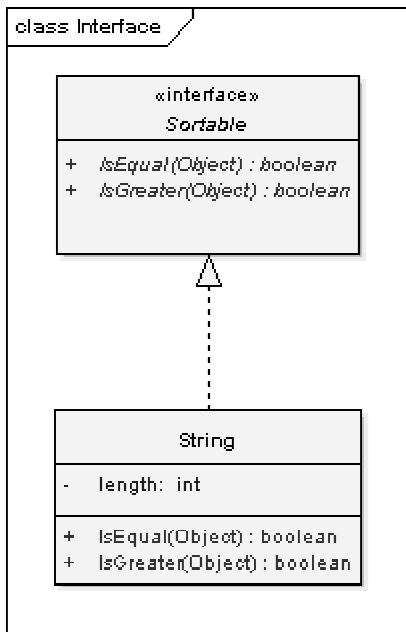 class Interface
«interface»
Sortable
+ IsEqual(Object) : boolean
+ IsGreater(Object) : boolean
String
- length: int
+ IsEqual(Object) : boolean
+ IsGreater(Object) : boolean